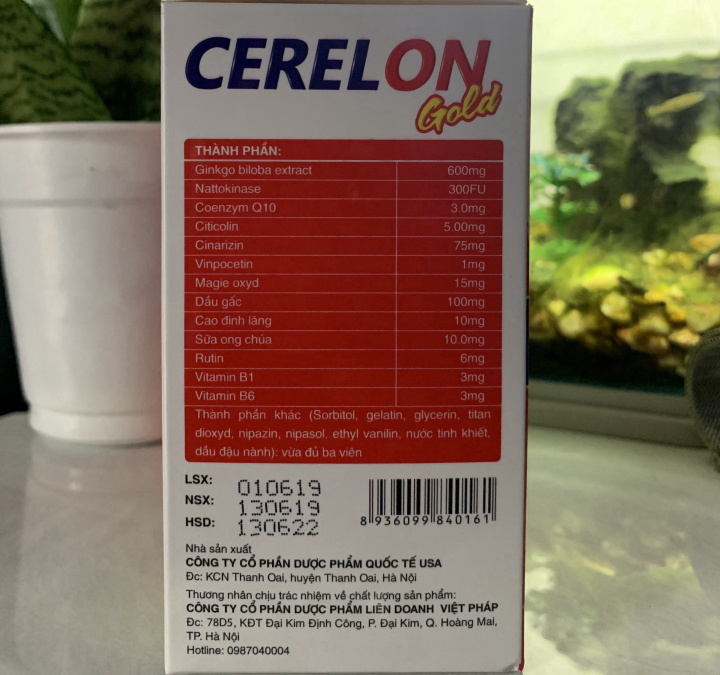 CERELON
Gold
THÀNH PHẦN:
Ginkgo biloba extract 600mg
Nattokinase 300FU
Coenzym Q10 3.0mg
Citicolin 5.00mg
Cinarizin 75mg
Vinpocetin 1mg
Magie oxyd 15mg
Dầu gấc 100mg
Cao đinh lăng 10mg
Sữa ong chúa 10.0mg
Rutin 6mg
Vitamin B1 3mg
Vitamin B6 3mg
Thành phần khác (Sorbitol, gelatin, glycerin, titan
dioxyd, nipazin, nipasol, ethyl vanilin, nước tinh khiết,
dầu đậu nành): vừa đủ ba viên
LSX: 010619
NSX: 130619
HSD: 130622
8 936099 840161
Nhà sản xuất
CÔNG TY CỔ PHẦN DƯỢC PHẨM QUỐC TẾ USA
Đc: KCN Thanh Oai, huyện Thanh Oai, Hà Nội
Thương nhân chịu trác nhiệm về chất lượng sản phẩm:
CÔNG TY CỔ PHẦN DƯỢC PHẨM LIÊN DOANH VIỆT PHÁP
Đc: 78D5, KĐT Đại Kim Định Công, P. Đại Kim, Q. Hoàng Mai,
TP. Hà Nội
Hotline: 0987040004